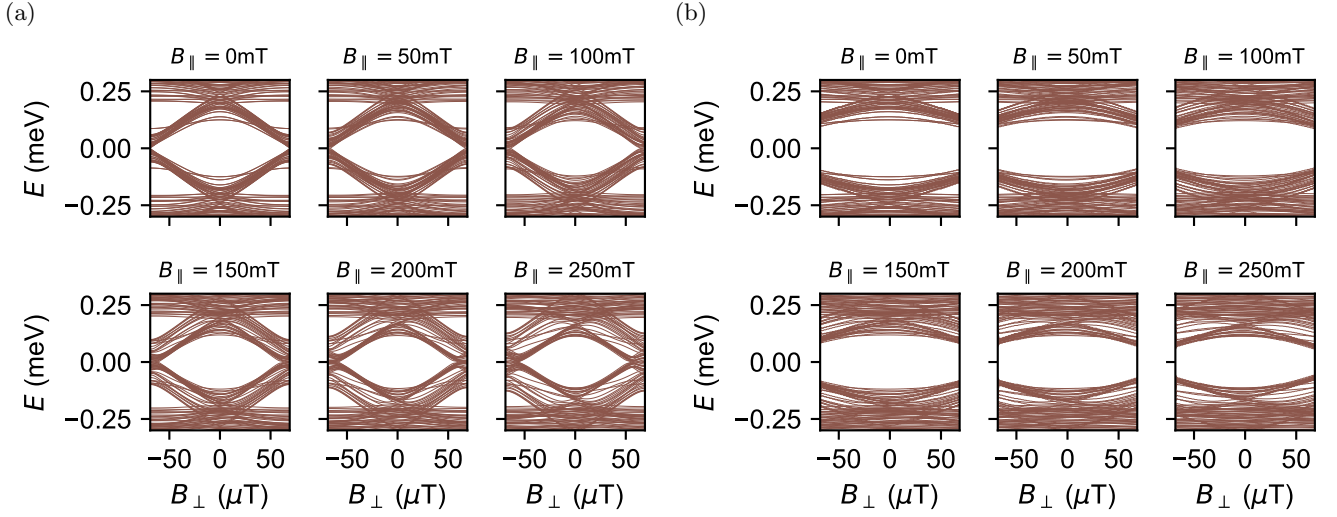 (a)
(b)
B∥ = 0mT
B∥ = 50mT
B∥ = 100mT
B∥ = 0mT
B∥ = 50mT
B∥ = 100mT
0.25
0.00
−0.25
E (meV)
0.25
0.00
−0.25
E (meV)
B∥ = 150mT
B∥ = 200mT
B∥ = 250mT
B∥ = 150mT
B∥ = 200mT
B∥ = 250mT
0.25
0.00
−0.25
E (meV)
0.25
0.00
−0.25
E (meV)
−50 0 50
−50 0 50
−50 0 50
−50 0 50
−50 0 50
−50 0 50
B⊥ (μT)
B⊥ (μT)
B⊥ (μT)
B⊥ (μT)
B⊥ (μT)
B⊥ (μT)